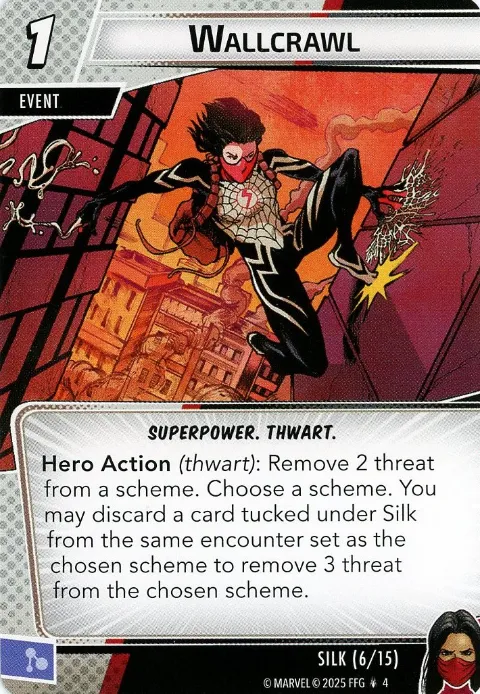 1
WALLCRAWL
EVENT
SUPERPOWER. THWART.
Hero Action (thwart): Remove 2 threat
from a scheme. Choose a scheme. You
may discard a card tucked under Silk
from the same encounter set as the
chosen scheme to remove 3 threat
from the chosen scheme.
SILK (6/15)
© MARVEL © 2025 FFG 4